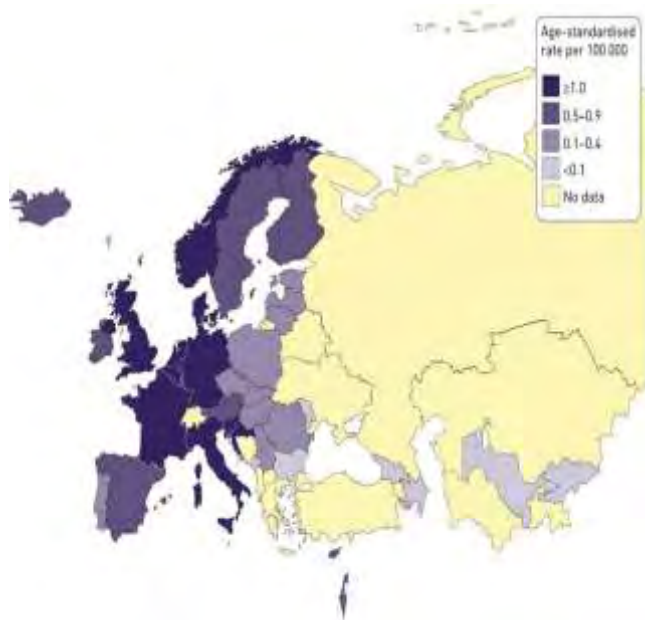 Age-standardised
rate per 100 000
≥1.0
0.5–0.9
0.1–0.4
<0.1
No data